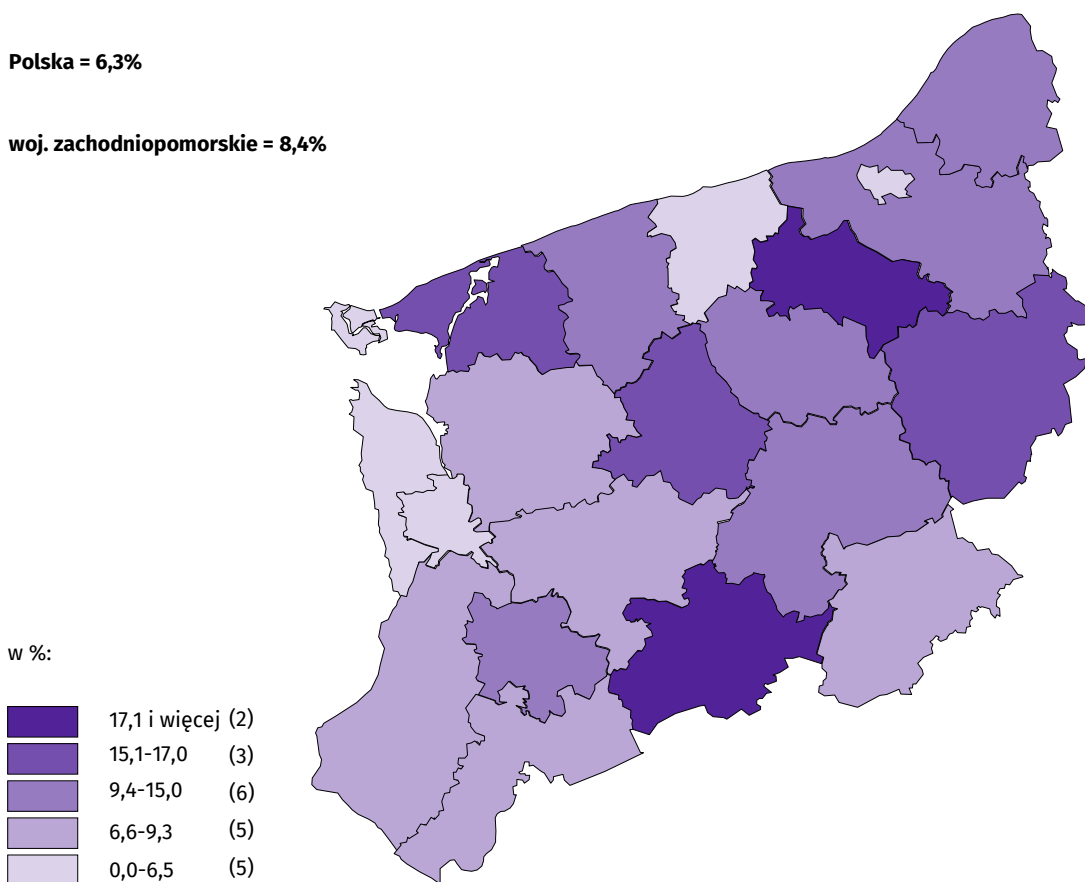 Polska = 6,3%
woj. zachodniopomorskie = 8,4%
w %:
17,1 i więcej (2)
15,1-17,0 (3)
9,4-15,0 (6)
6,6-9,3 (5)
0,0-6,5 (5)